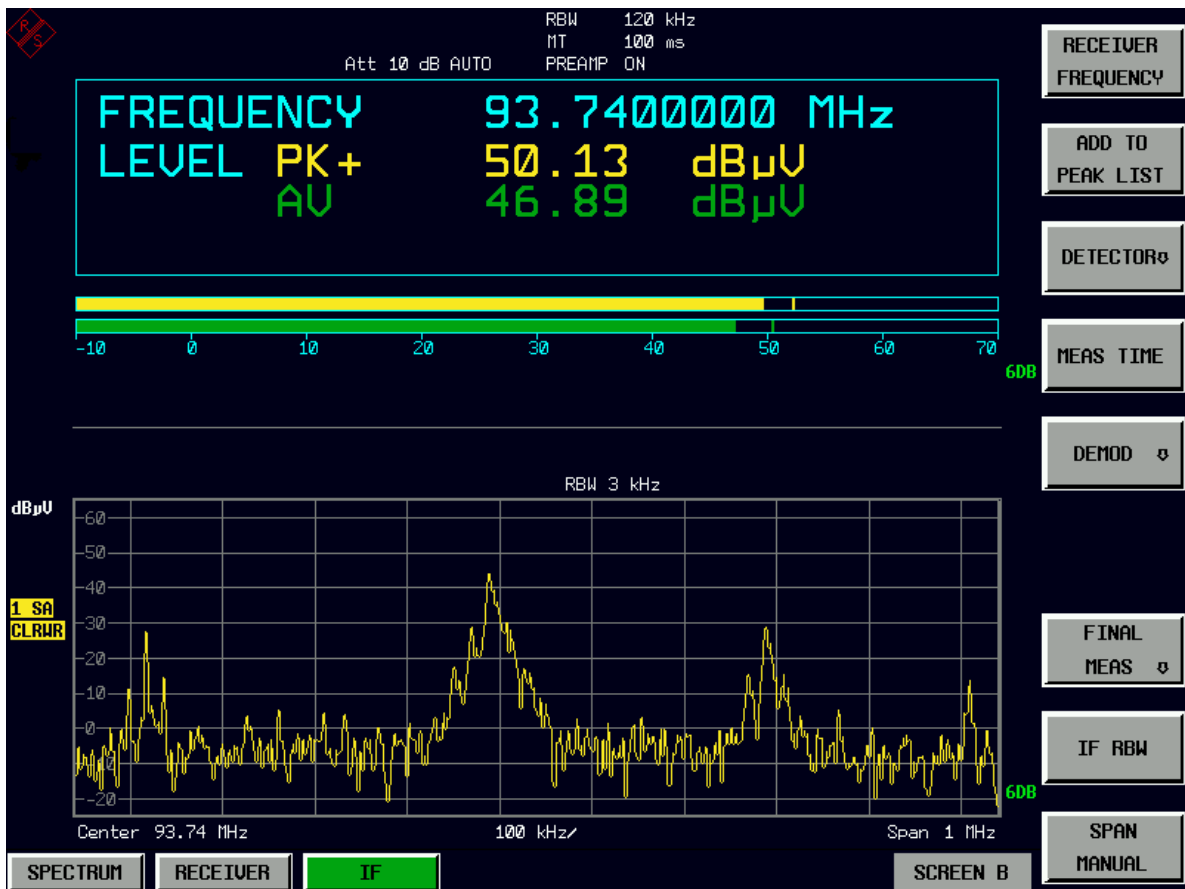 R
S
RBW 120 kHz
MT 100 ms
Att 10 dB AUTO PREAMP ON
FREQUENCY 93.7400000 MHz
LEVEL PK+ 50.13 dBµV
AV 46.89 dBµV
-10 0 10 20 30 40 50 60 70
6DB
RBW 3 kHz
dBµV
60
50
40
1 SA
CLRWR
30
20
10
0
-20
6DB
Center 93.74 MHz 100 kHz/ Span 1 MHz
SPECTRUM RECEIVER IF SCREEN B
RECEIVER
FREQUENCY
ADD TO
PEAK LIST
DETECTOR
MEAS TIME
DEMOD
FINAL
MEAS
IF RBW
SPAN
MANUAL